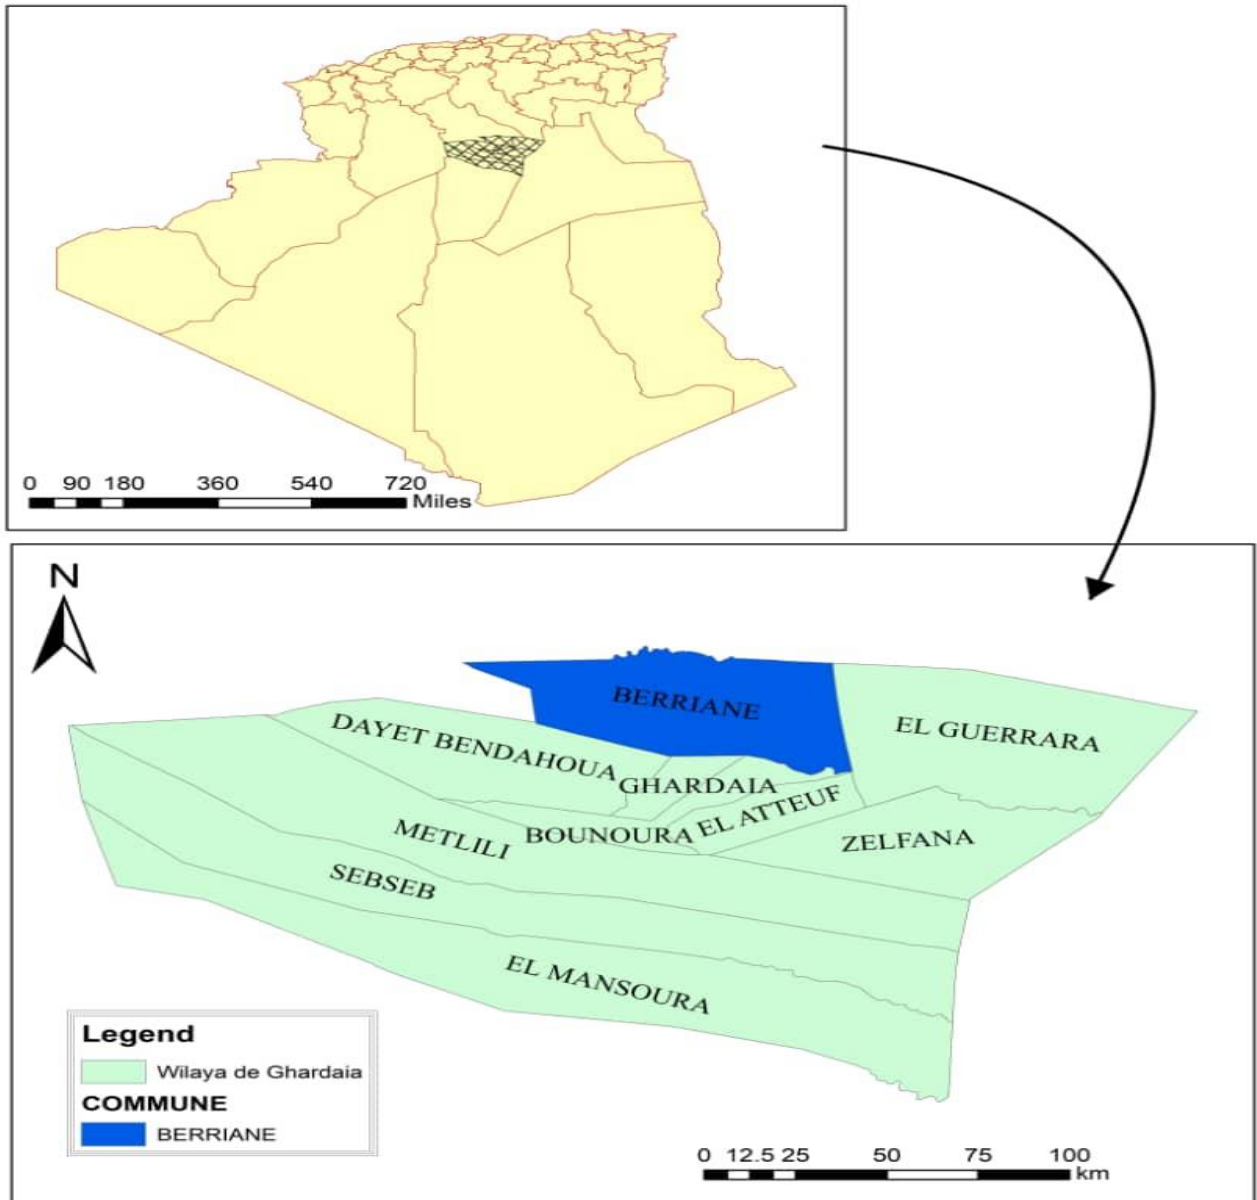 0 90 180 360 540 720
Miles
N
BERRIANE
EL GUERRARA
DAYET BENDAHOUA
GHARDAIA
EL ATTEUF
BOUNOURA
METLILI
ZELFANA
SEBSEB
EL MANSOURA
Legend
Wilaya de Ghardaia
COMMUNE
BERRIANE
0 12.5 25 50 75 100
km